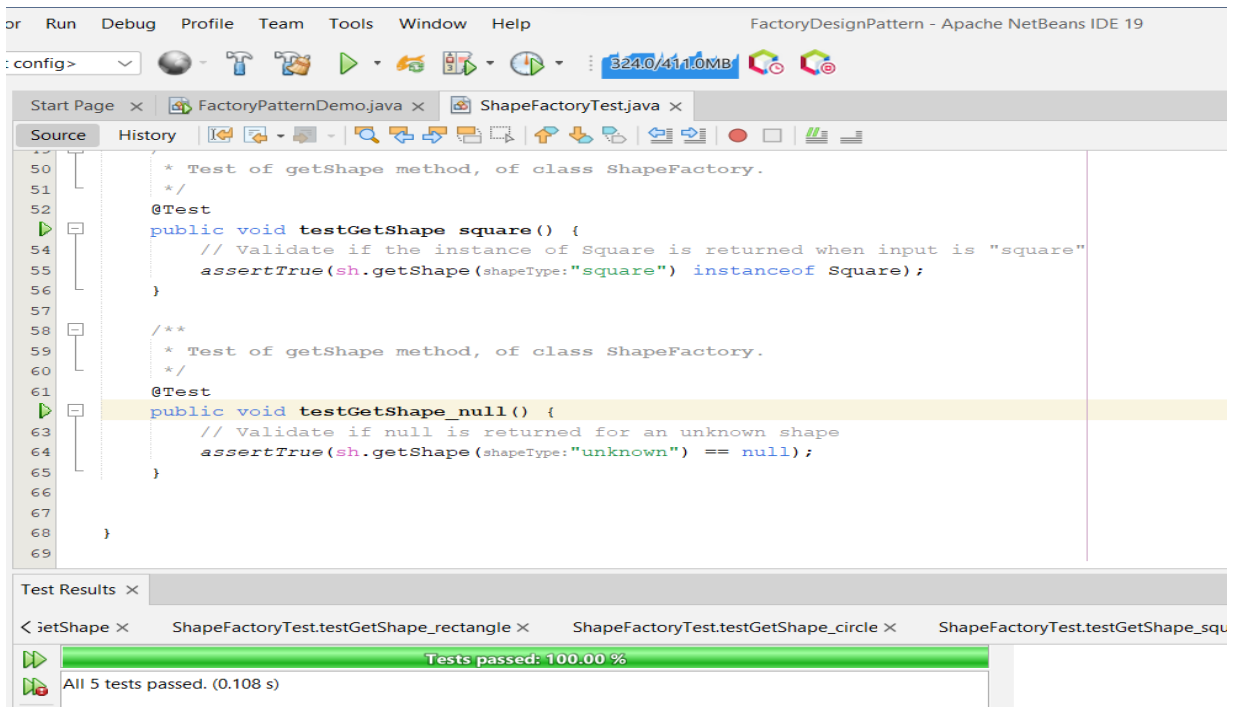 or Run Debug Profile Team Tools Window Help FactoryDesignPattern - Apache NetBeans IDE 19
config> 324.0/411.0MB
Start Page FactoryPatternDemo.java ShapeFactoryTest.java
Source History
50 * Test of getShape method, of class ShapeFactory.
51 */
52 @Test
public void testGetShape_square() {
54 // Validate if the instance of Square is returned when input is "square"
55 assertTrue(sh.getShape(shapeType:"square") instanceof Square);
56 }
57
58 /**
59 * Test of getShape method, of class ShapeFactory.
60 */
61 @Test
public void testGetShape_null() {
63 // Validate if null is returned for an unknown shape
64 assertTrue(sh.getShape(shapeType:"unknown") == null);
65 }
66
67
68 }
69
Test Results
GetShape ShapeFactoryTest.testGetShape_rectangle ShapeFactoryTest.testGetShape_circle ShapeFactoryTest.testGetShape_squ
Tests passed: 100.00 %
All 5 tests passed. (0.108 s)